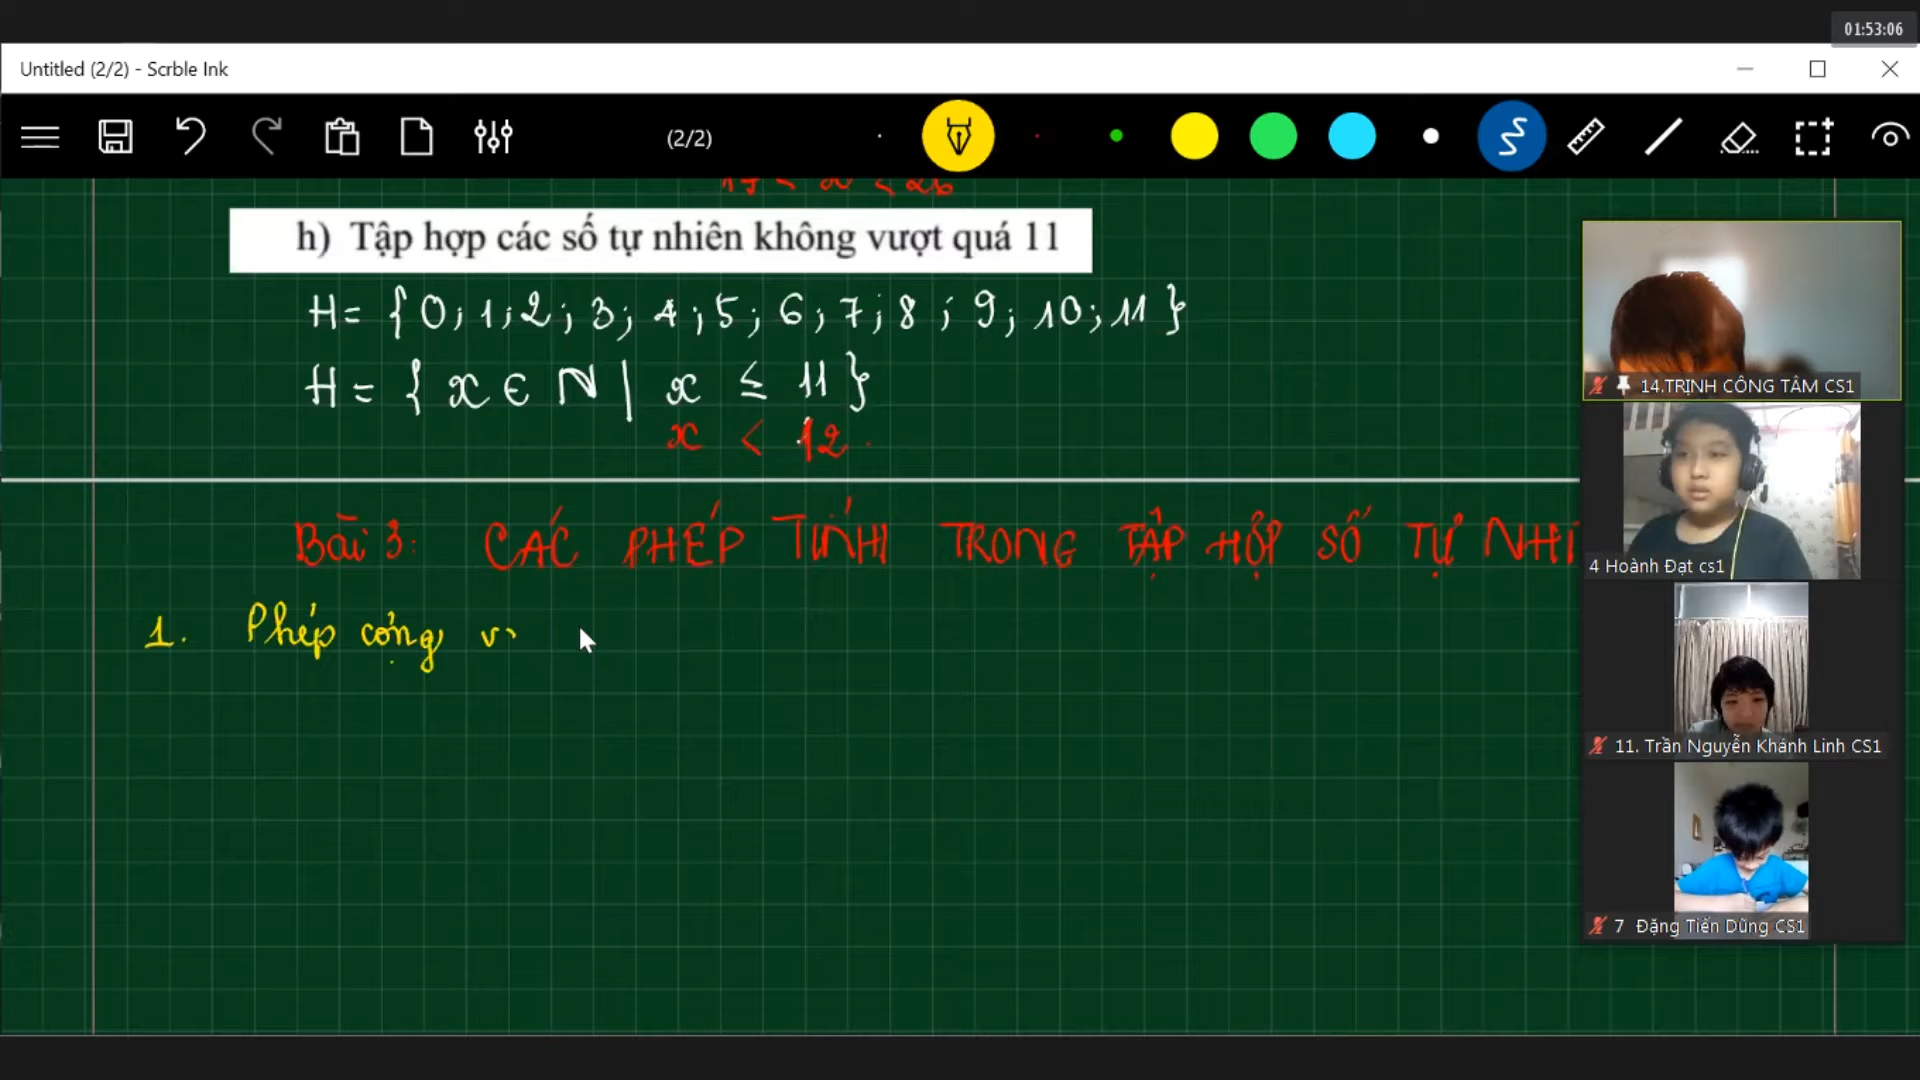 01:53:06
Untitled (2/2) - Scrble Ink
(2/2)
h) Tập hợp các số tự nhiên không vượt quá 11
H = { 0 ; 1 ; 2 ; 3 ; 4 ; 5 ; 6 ; 7 ; 8 ; 9 ; 10 ; 11 }
H = { x ∈ N | x ≤ 11 }
x < 12
Bài 3: CÁC PHÉP TÍNH TRONG TẬP HỢP SỐ TỰ NHI
1. Phép cộng v
14.TRỊNH CÔNG TÂM CS1
4 Hoành Đạt cs1
11. Trần Nguyễn Khánh Linh CS1
7 Đặng Tiến Dũng CS1